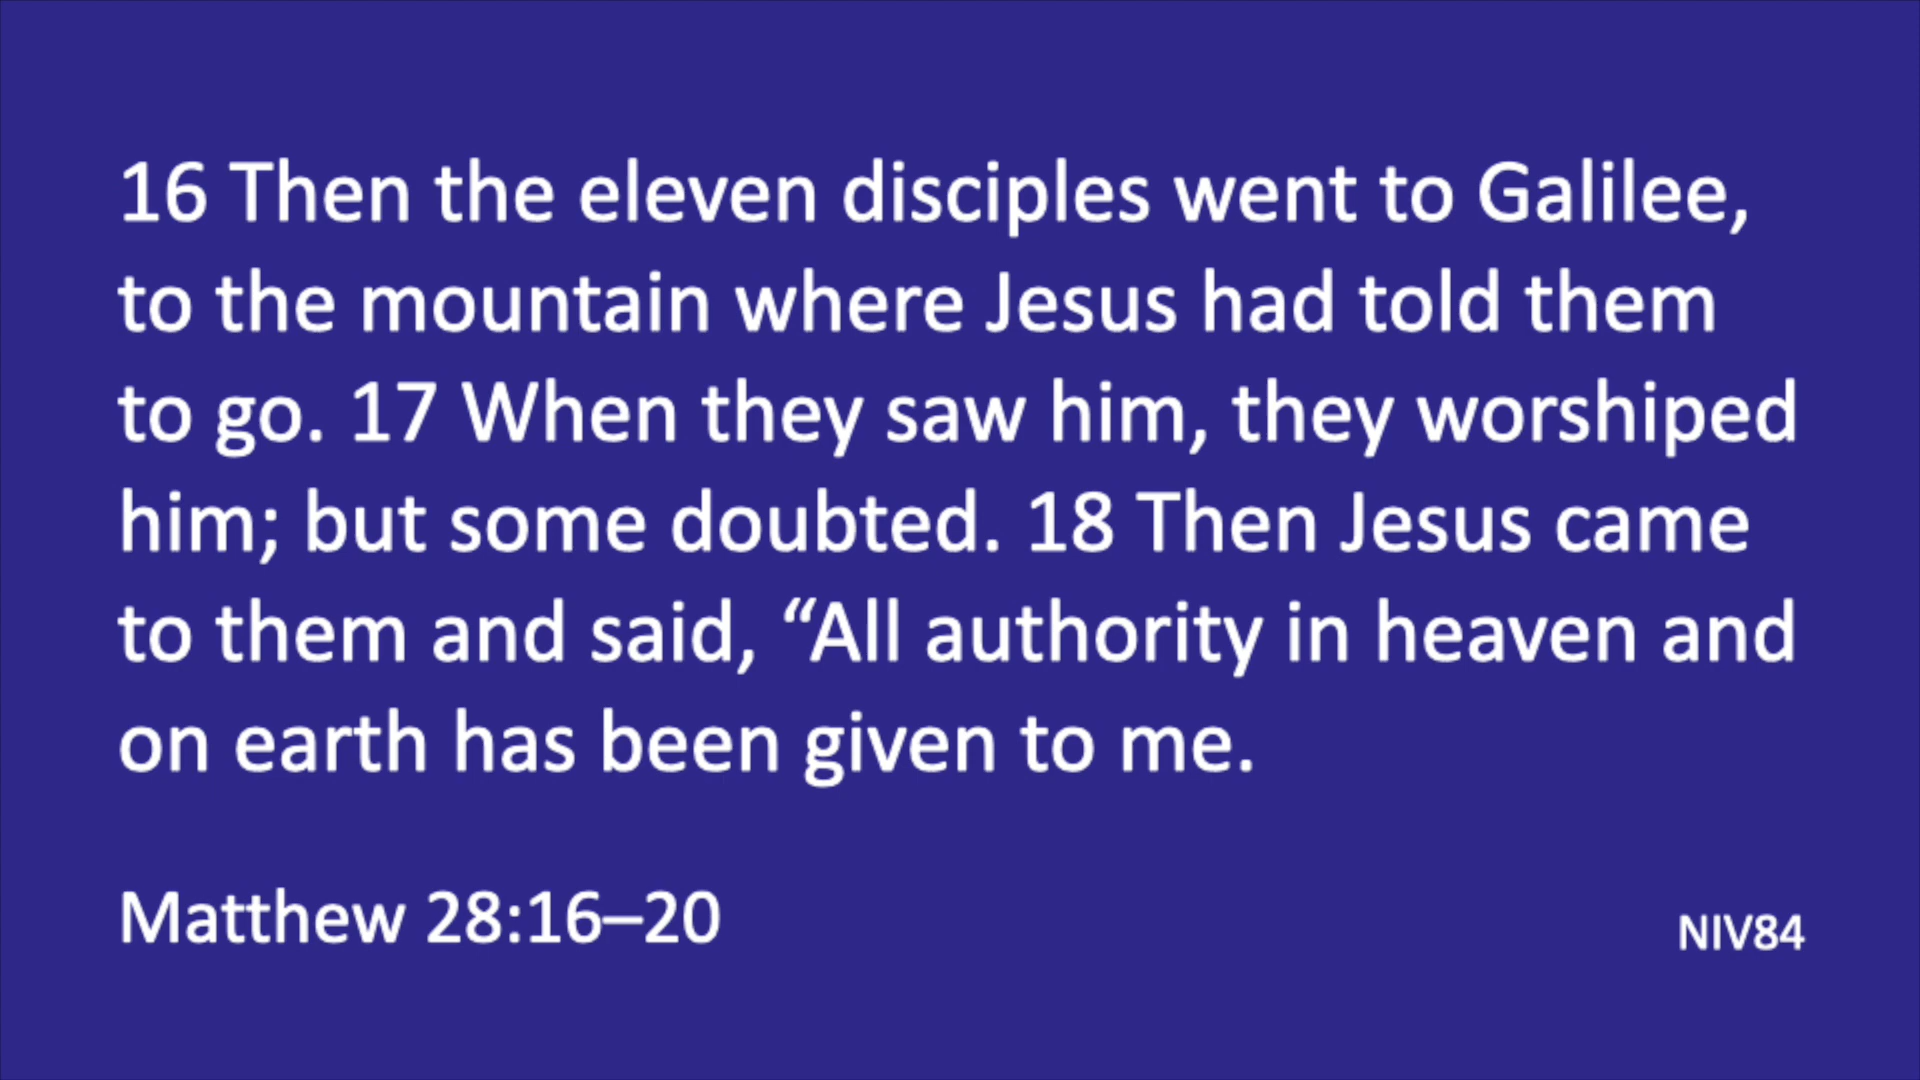 16 Then the eleven disciples went to Galilee,
to the mountain where Jesus had told them
to go. 17 When they saw him, they worshiped
him; but some doubted. 18 Then Jesus came
to them and said, “All authority in heaven and
on earth has been given to me.
Matthew 28:16–20
NIV84